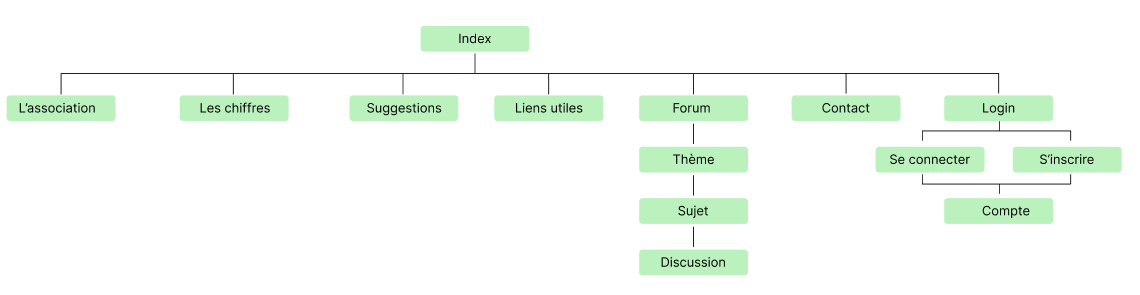 Index
L’association
Les chiffres
Suggestions
Liens utiles
Forum
Contact
Login
Thème
Se connecter
S’inscrire
Sujet
Compte
Discussion